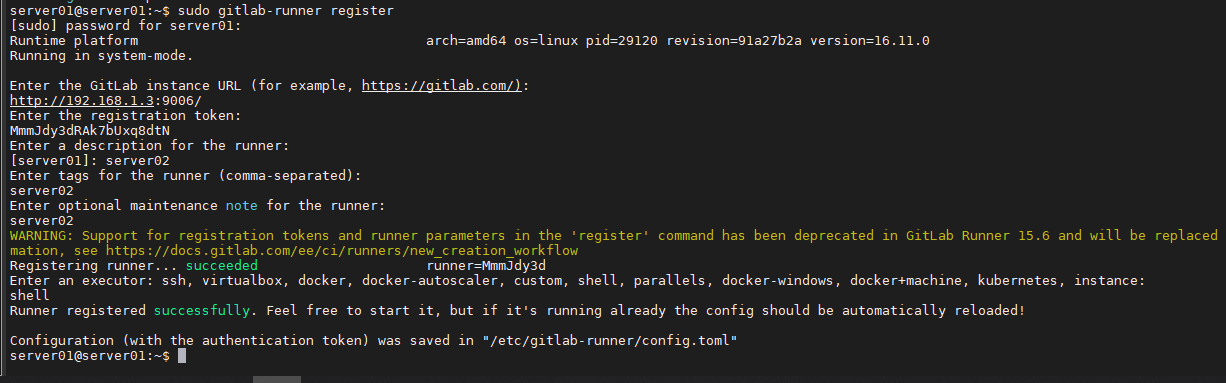 server01@server01:~$ sudo gitlab-runner register
[sudo] password for server01:
Runtime platform                                    arch=amd64 os=linux pid=29120 revision=91a27b2a version=16.11.0
Running in system-mode.

Enter the GitLab instance URL (for example, https://gitlab.com/):
http://192.168.1.3:9006/
Enter the registration token:
MmmJdy3dRAk7bUxq8dtN
Enter a description for the runner:
[server01]: server02
Enter tags for the runner (comma-separated):
server02
Enter optional maintenance note for the runner:
server02
WARNING: Support for registration tokens and runner parameters in the 'register' command has been deprecated in GitLab Runner 15.6 and will be replaced
mation, see https://docs.gitlab.com/ee/ci/runners/new_creation_workflow
Registering runner... succeeded                     runner=MmmJdy3d
Enter an executor: ssh, virtualbox, docker, docker-autoscaler, custom, shell, parallels, docker-windows, docker+machine, kubernetes, instance:
shell
Runner registered successfully. Feel free to start it, but if it's running already the config should be automatically reloaded!

Configuration (with the authentication token) was saved in "/etc/gitlab-runner/config.toml"
server01@server01:~$